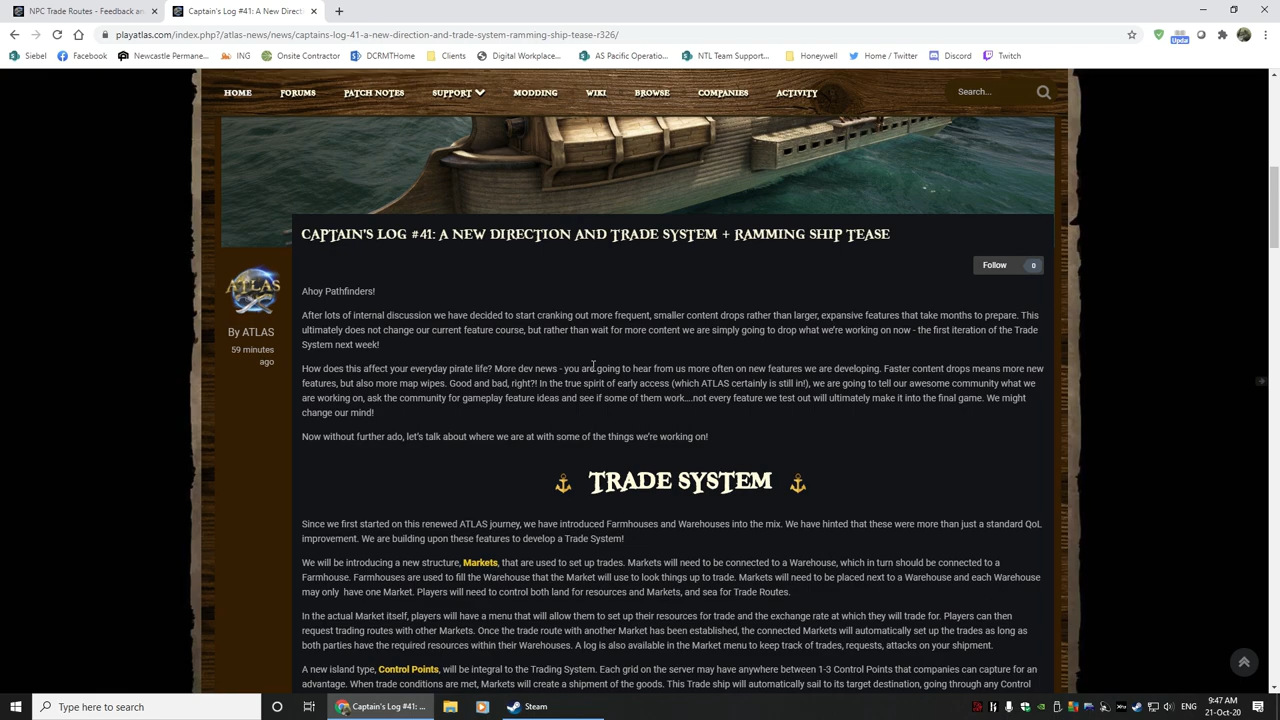 NPC Trade Routes - Downloads
Captain's Log #41: A New Direct
playatlas.com/index.php?/atlas-news/news/captains-log-41-a-new-direction-and-trade-system-ramming-ship-tease-r326/
Siebel
Facebook
Newcastle Permane...
ING
Onsite Contractor
DCRMTHome
Digital Workplace...
Clusters
AS Pacific Operatio...
NTL Team Support...
Honeywell
Home / Twitter
Discord
Twitch
HOME
FORUMS
PATCH NOTES
SUPPORT
MODDING
WIKI
BROWSE
COMPANIES
ACTIVITY
Search...
CAPTAIN'S LOG #41: A NEW DIRECTION AND TRADE SYSTEM + RAMMING SHIP TEASE
Follow 0
ATLAS
By ATLAS
59 minutes
ago
Ahoy Pathfinders!
After lots of internal discussion we have decided to start cranking out more frequent, smaller content drops rather than larger, expansive features that take months to prepare. This
ultimately does not change our current feature course, but rather than wait for more content we are simply going to drop what we're working on now - the first iteration of the Trade
System next week!
How does this affect your everyday pirate life? More dev news - you are going to hear from us more often on new features we are developing. Faster content drops means more new
features, but also more map wipes. Good and bad, right?! In the true spirit of early access (which ATLAS certainly is still in!), we are going to tell our awesome community what we
are working on, ask the community for gameplay feature ideas and see if some of them work....not every feature we test out will ultimately make it into the final game. We might
change our mind!
Now without further ado, let's talk about where we are at with some of the things we're working on!
TRADE SYSTEM
Since we first started on this renewed ATLAS journey, we have introduced Farmhouses and Warehouses into the mix. We have hinted that these were more than just a standard QoL
improvement. We are building upon these features to develop a Trade System!
We will be introducing a new structure, Markets, that are used to set up trades. Markets will need to be connected to a Warehouse, which in turn should be connected to a
Farmhouse. Farmhouses are used to fill the Warehouse that the Market will use to look things up to trade. Markets will need to be placed next to a Warehouse and each Warehouse
may only have one Market. Players will need to control both land for resources and Markets, and sea for Trade Routes.
In the actual Market itself, players will have a menu that will allow them to set up their resources for trade and the exchange rate at which they will trade for. Players can then
request trading routes with other Markets. Once the trade route with another Market has been established, the connected Markets will automatically set up the trades as long as
both parties have the required resources within their Warehouses. A log is also available in the Market menu to keep track of trades, requests, attacks on your shipment.
A new island type, Control Points, will be integral to the Trading System. Each grid on the server may have anywhere between 1-3 Control Points that companies can capture for an
advantage. When trade conditions are met, Markets will create a shipment of the goods. This Trade ship will automatically sail to its target destination, going through any Control
Type here to search
Captain's Log #41: ...
Steam
9:47 AM
21-Oct-20